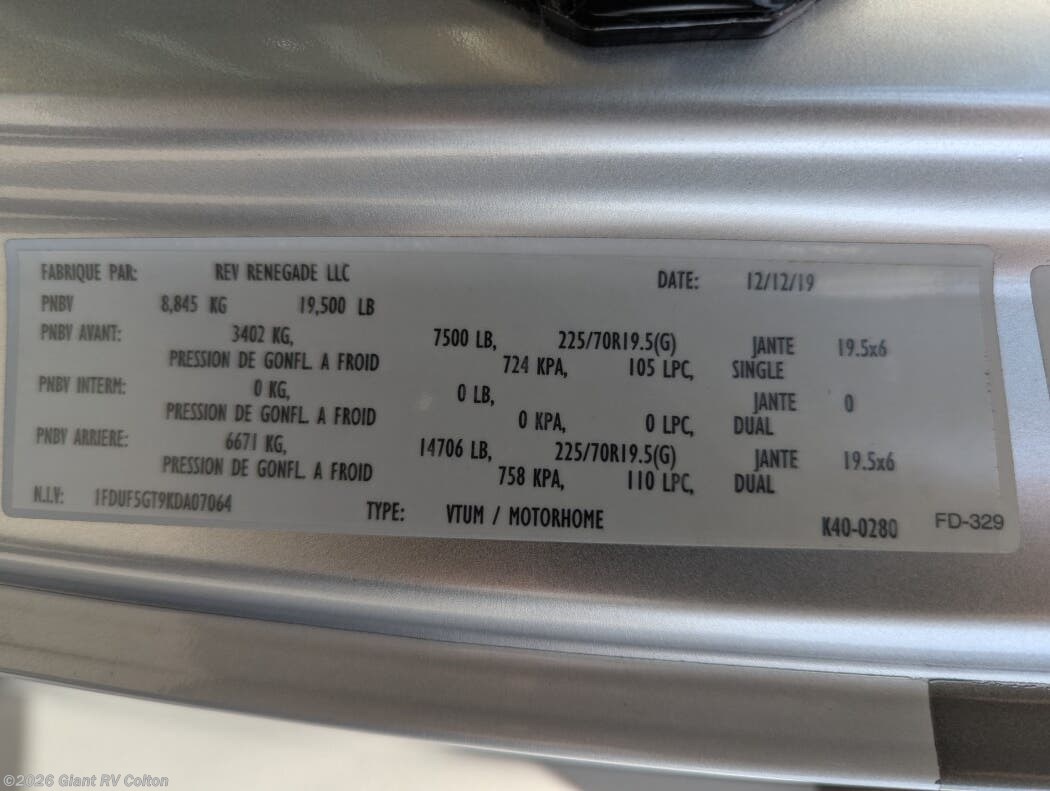 FABRIQUE PAR: REV RENEGADE LLC DATE: 12/12/19
PNBV 8,845 KG 19,500 LB
PNBV AVANT: 3402 KG, 7500 LB, 225/70R19.5(G) JANTE 19.5x6
PRESSION DE GONFL. A FROID 724 KPA, 105 LPC, SINGLE
PNBV INTERM: 0 KG, 0 LB, JANTE 0
PRESSION DE GONFL. A FROID 0 KPA, 0 LPC, DUAL
PNBV ARRIERE: 6671 KG, 14706 LB, 225/70R19.5(G) JANTE 19.5x6
PRESSION DE GONFL. A FROID 758 KPA, 110 LPC, DUAL
N.I.V: 1FDUF5GT9KDA07064 TYPE: VTUM / MOTORHOME K40-0280 FD-329
©2026 Giant RV Colton